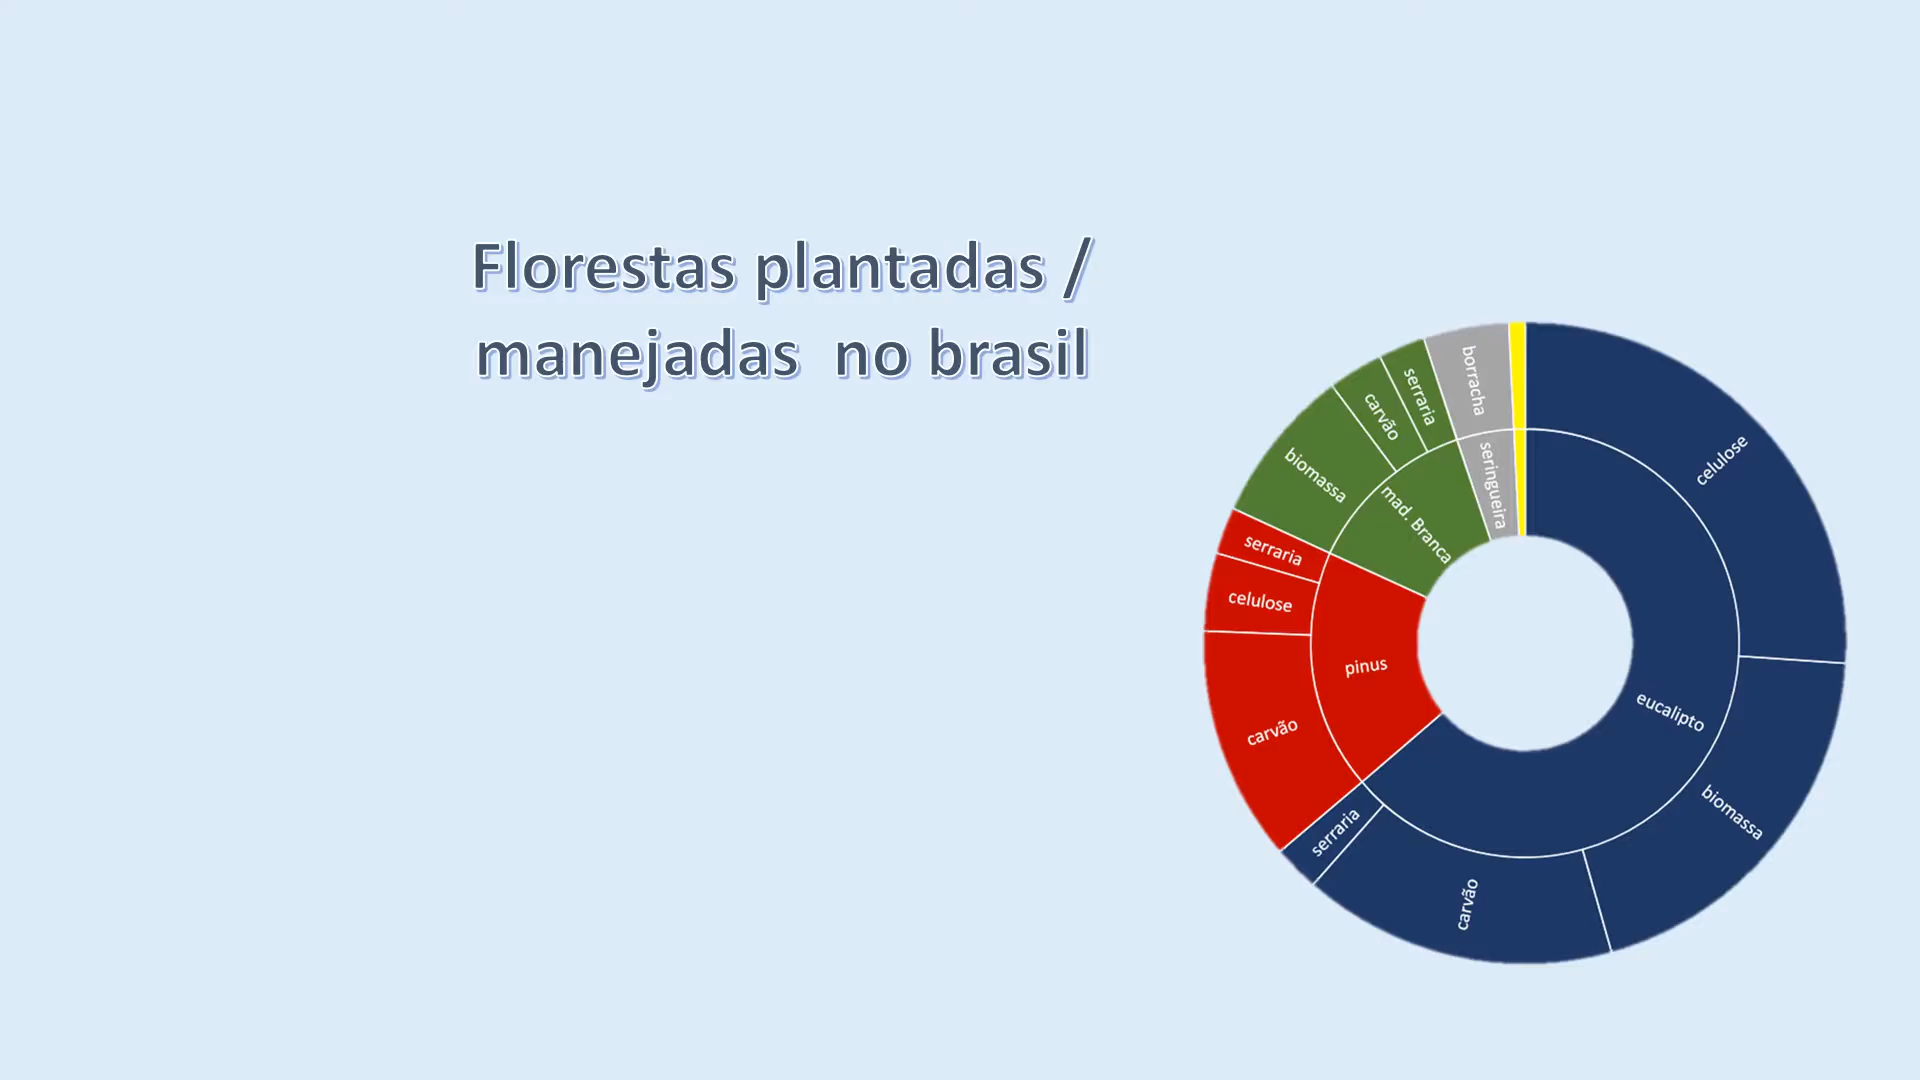 Florestas plantadas /
manejadas  no brasil
celulose
biomassa
carvão
serraria
eucalipto
carvão
celulose
serraria
pinus
biomassa
carvão
serraria
mad. Branca
borracha
seringueira